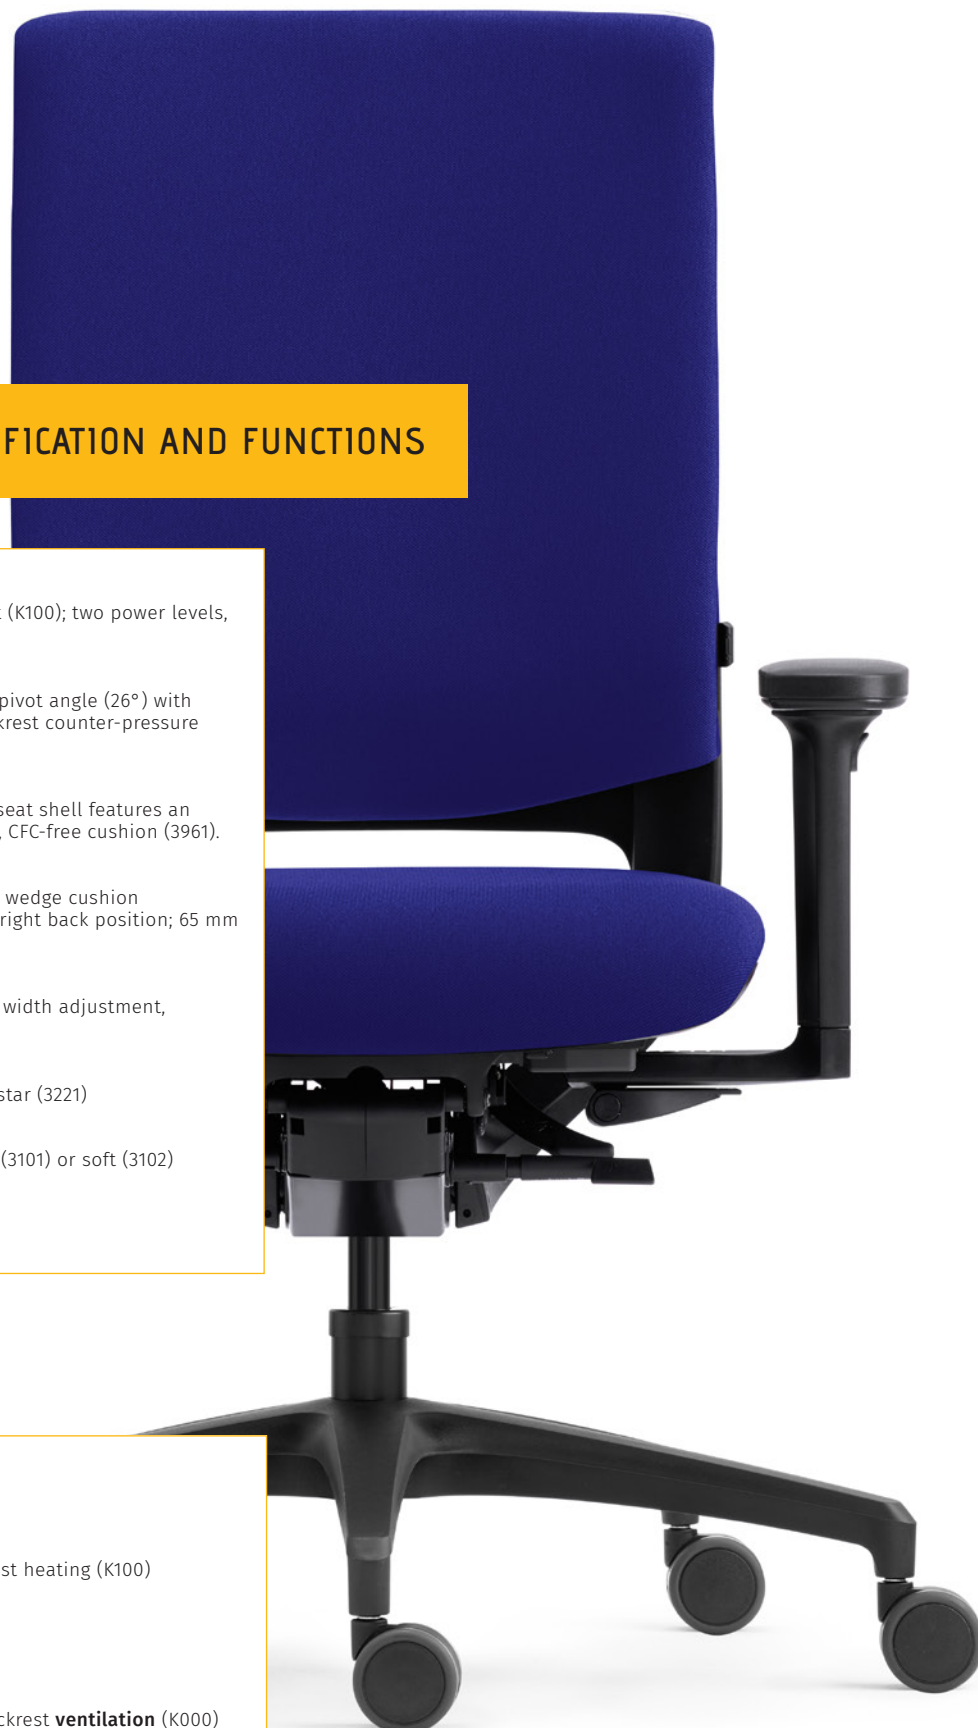 FICATION AND FUNCTIONS
(K100); two power levels,
pivot angle (26°) with
krest counter-pressure
seat shell features an
, CFC-free cushion (3961).
wedge cushion
right back position; 65 mm
width adjustment,
star (3221)
(3101) or soft (3102)
st heating (K100)
ckrest ventilation (K000)